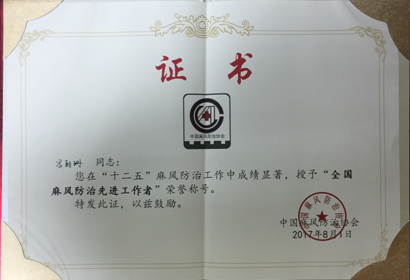 证书
中国麻风防治协会
同志：
您在“十二五”麻风防治工作中成绩显著，授予“全国
麻风防治先进工作者”荣誉称号。
特发此证，以兹鼓励。
中国麻风防治协会
2017年8月1日